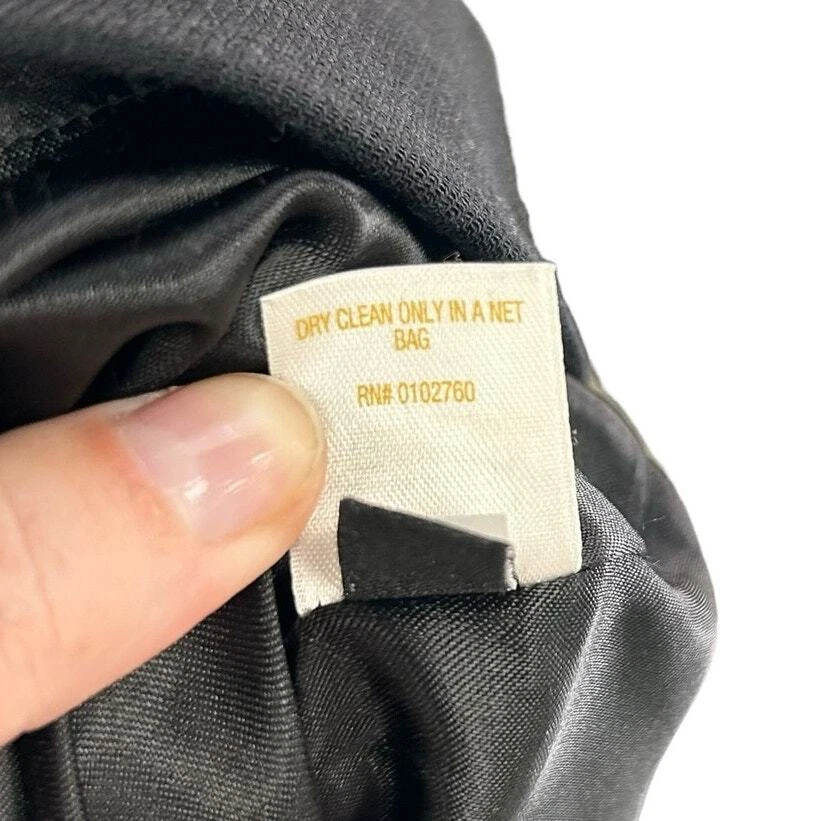 DRY CLEAN ONLY IN A NET
BAG
RN# 0102760